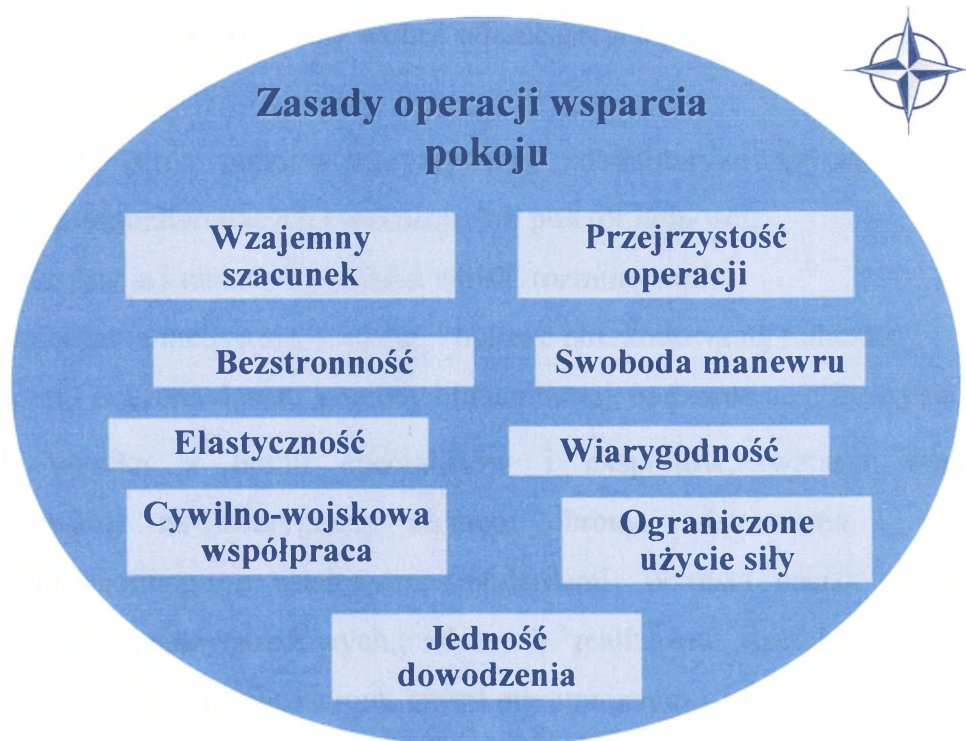 Zasady operacji wsparcia
pokoju
Wzajemny
szacunek
Przejrzystość
operacji
Bezstronność
Swoboda manewru
Elastyczność
Wiarygodność
Cywilno-wojskowa
współpraca
Ograniczone
użycie siły
Jedność
dowodzenia